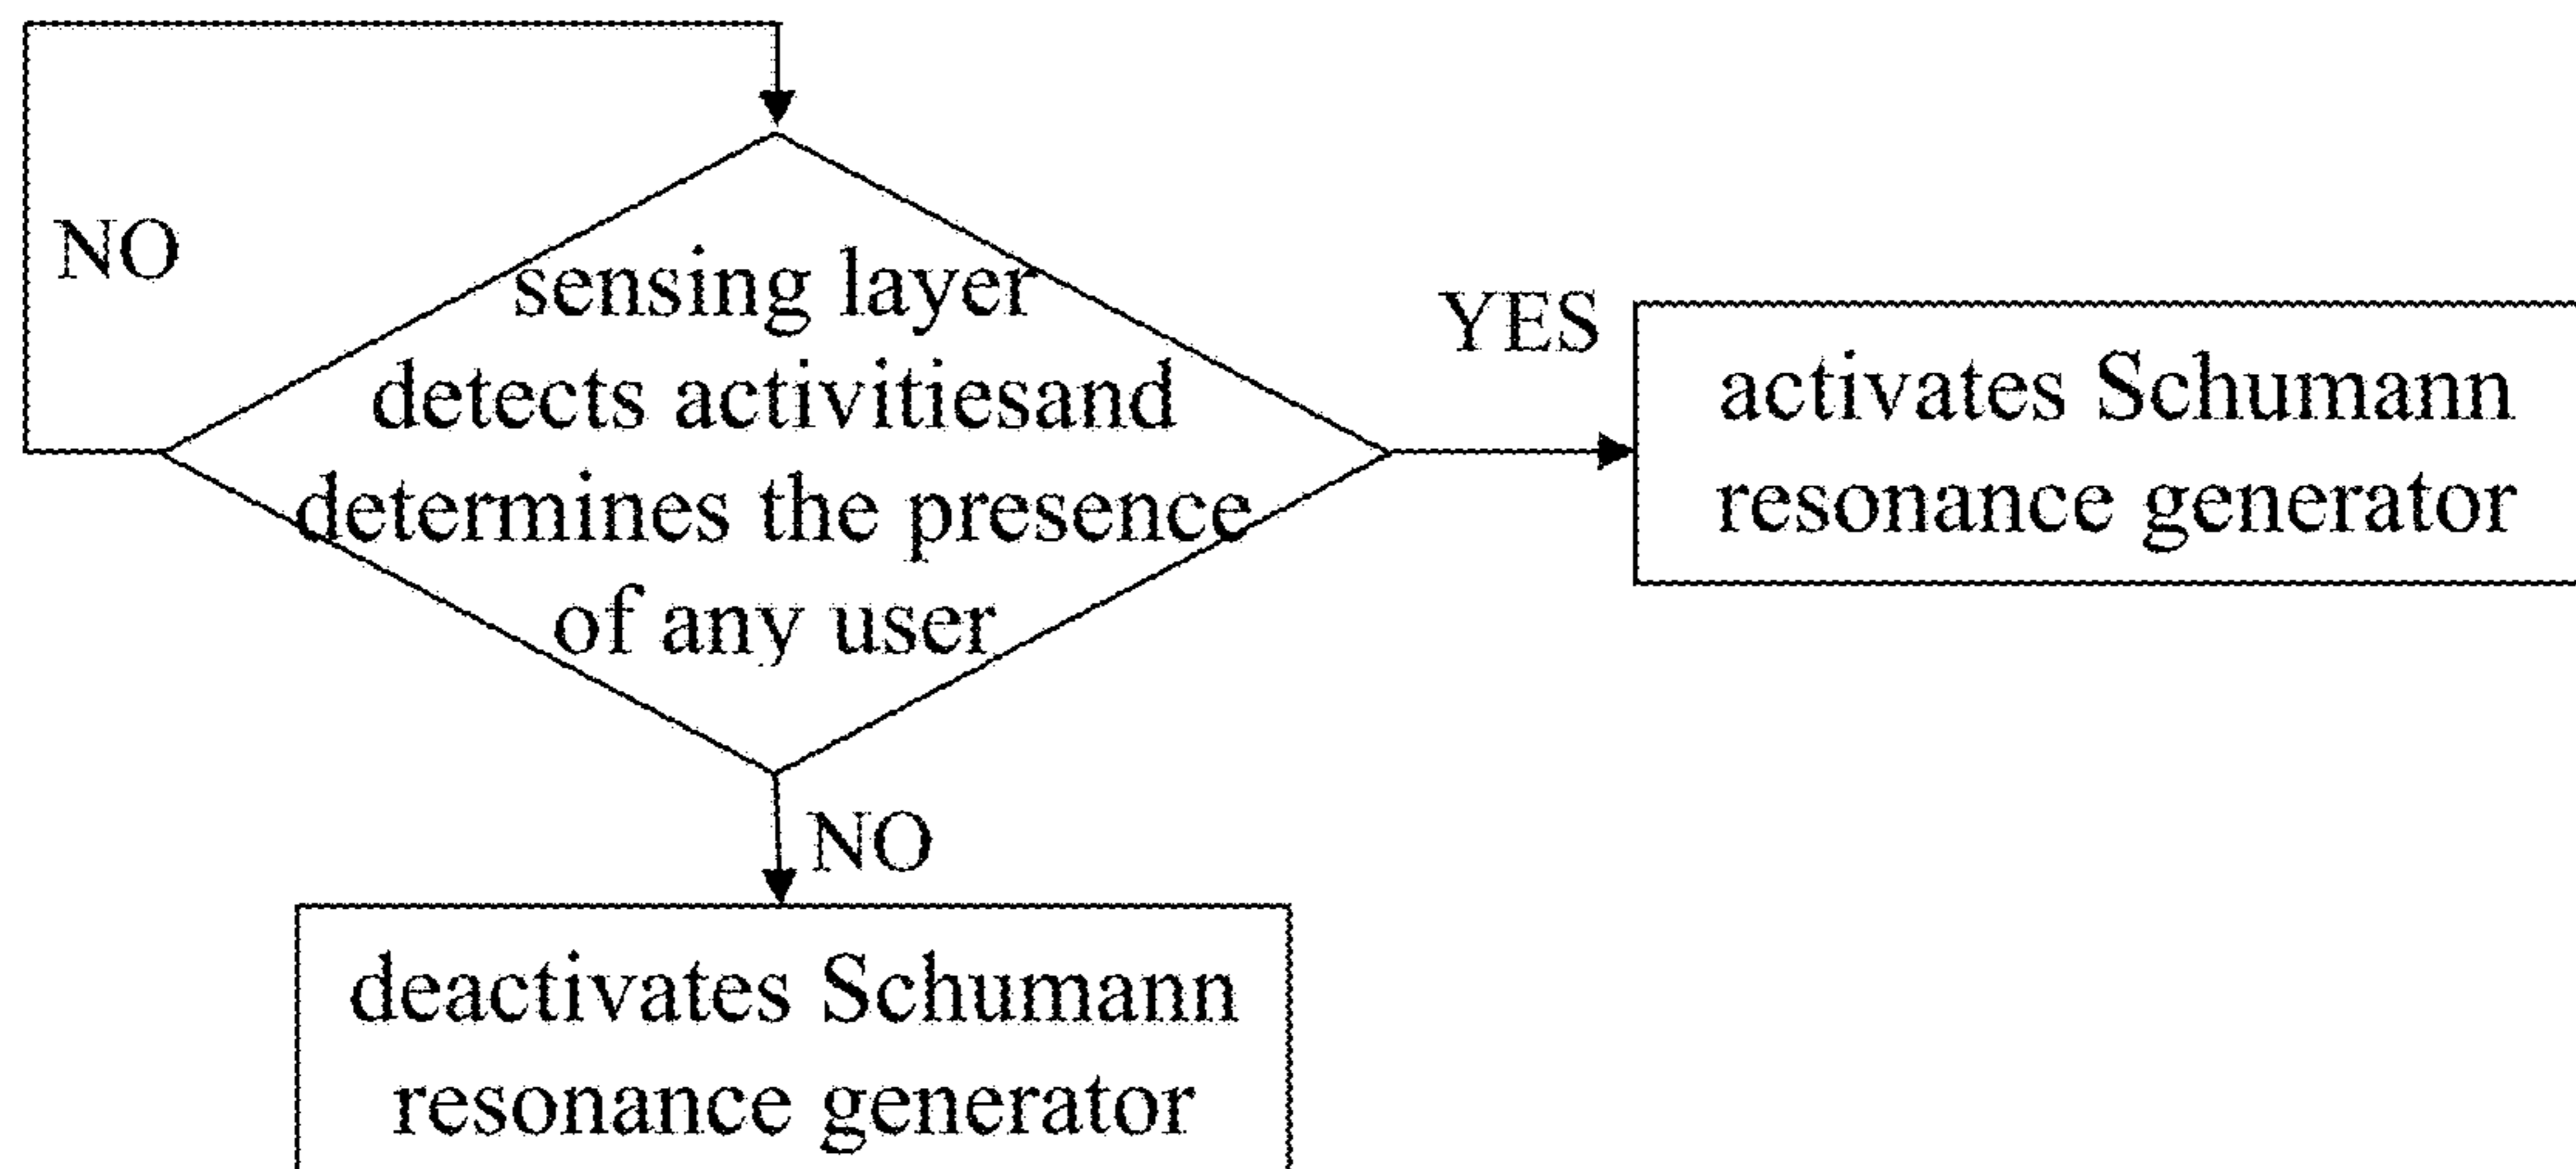 NO
sensing layer
detects activitiesand
determines the presence
of any user
YES
activates Schumann
resonance generator
NO
deactivates Schumann
resonance generator